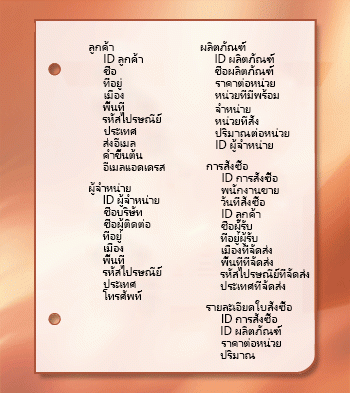 ลูกค้า
ID ลูกค้า
ชื่อ
ที่อยู่
เมือง
พื้นที่
รหัสไปรษณีย์
ประเทศ
ส่งอีเมล
คำขึ้นต้น
อีเมลแอดเดรส
ผู้จำหน่าย
ID ผู้จำหน่าย
ชื่อบริษัท
ชื่อผู้ติดต่อ
ที่อยู่
เมือง
พื้นที่
รหัสไปรษณีย์
ประเทศ
โทรศัพท์
ผลิตภัณฑ์
ID ผลิตภัณฑ์
ชื่อผลิตภัณฑ์
ราคาต่อหน่วย
หน่วยที่มีพร้อม
จำหน่าย
หน่วยที่สั่ง
ปริมาณต่อหน่วย
ID ผู้จำหน่าย
การสั่งซื้อ
ID การสั่งซื้อ
พนักงานขาย
วันที่สั่งซื้อ
ID ลูกค้า
ชื่อผู้รับ
ที่อยู่ผู้รับ
เมืองที่จัดส่ง
พื้นที่ที่จัดส่ง
รหัสไปรษณีย์ที่จัดส่ง
ประเทศที่จัดส่ง
รายละเอียดใบสั่งซื้อ
ID การสั่งซื้อ
ID ผลิตภัณฑ์
ราคาต่อหน่วย
ปริมาณ